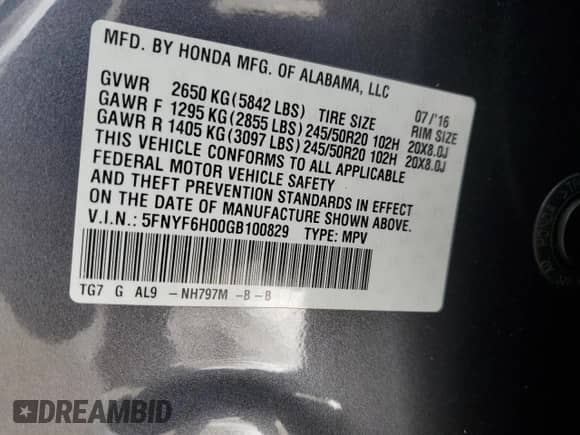 MFD. BY HONDA MFG. OF ALABAMA, LLC
07/'16
GVWR 2650 KG(5842 LBS) TIRE SIZE RIM SIZE
GAWR F 1295 KG(2855 LBS)245/50R20 102H 20X8.0J
GAWR R 1405 KG(3097 LBS)245/50R20 102H 20X8.0J
THIS VEHICLE CONFORMS TO ALL APPLICABLE
FEDERAL MOTOR VEHICLE SAFETY
AND THEFT PREVENTION STANDARDS IN EFFECT
ON THE DATE OF MANUFACTURE SHOWN ABOVE.
V.I.N.: 5FNYF6H00GB100829 TYPE: MPV
TG7 G AL9 -NH797M -B -B
DREAMBID